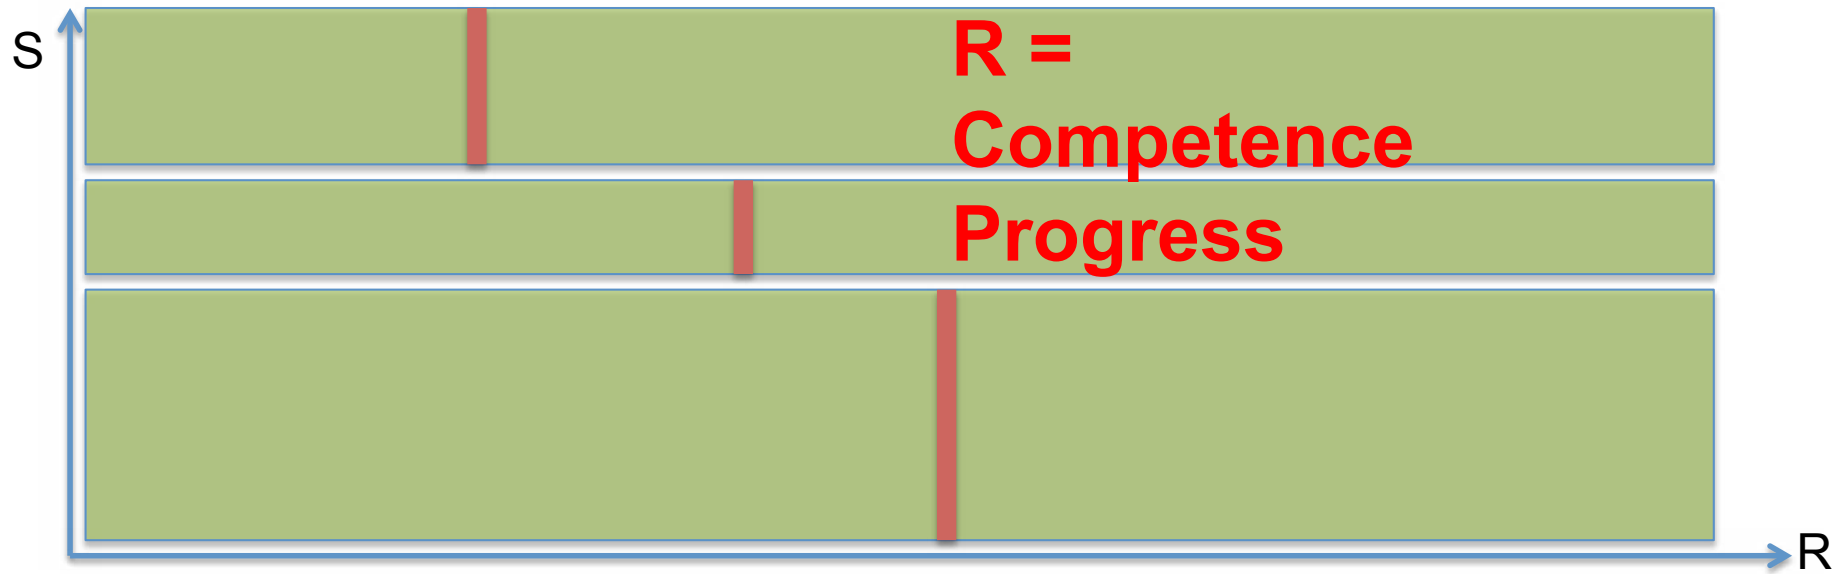 S
R =
Competence
Progress
R